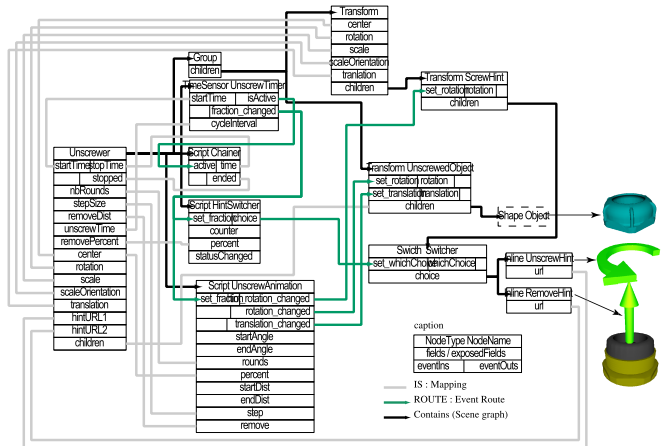 Transform
center
rotation
scale
scaleOrientation
tranlation
children
Group
children
TimeSensor UnscrewTimer
startTime isActive
fraction_changed
cycleInterval
Transform ScrewHint
set_rotation rotation
children
Unscrewer
startTime stopTime
stopped
nbRounds
stepSize
removeDist
unscrewTime
removePercent
center
rotation
scale
scaleOrientation
translation
hintURL1
hintURL2
children
Script Chainer
active time
ended
Script HintSwitcher
set_fraction choice
counter
percent
statusChanged
Transform UnscrewedObject
set_rotation rotation
set_translation translation
children
Shape Object
Swicth Switcher
set_whichChoice whichChoice
choice
Inline UnscrewHint
url
Inline RemoveHint
url
Script UnscrewAnimation
set_fraction rotation_changed
rotation_changed
translation_changed
startAngle
endAngle
rounds
percent
startDist
endDist
step
remove
caption
NodeType NodeName
fields / exposedFields
eventIns eventOuts
IS : Mapping
ROUTE : Event Route
Contains (Scene graph)